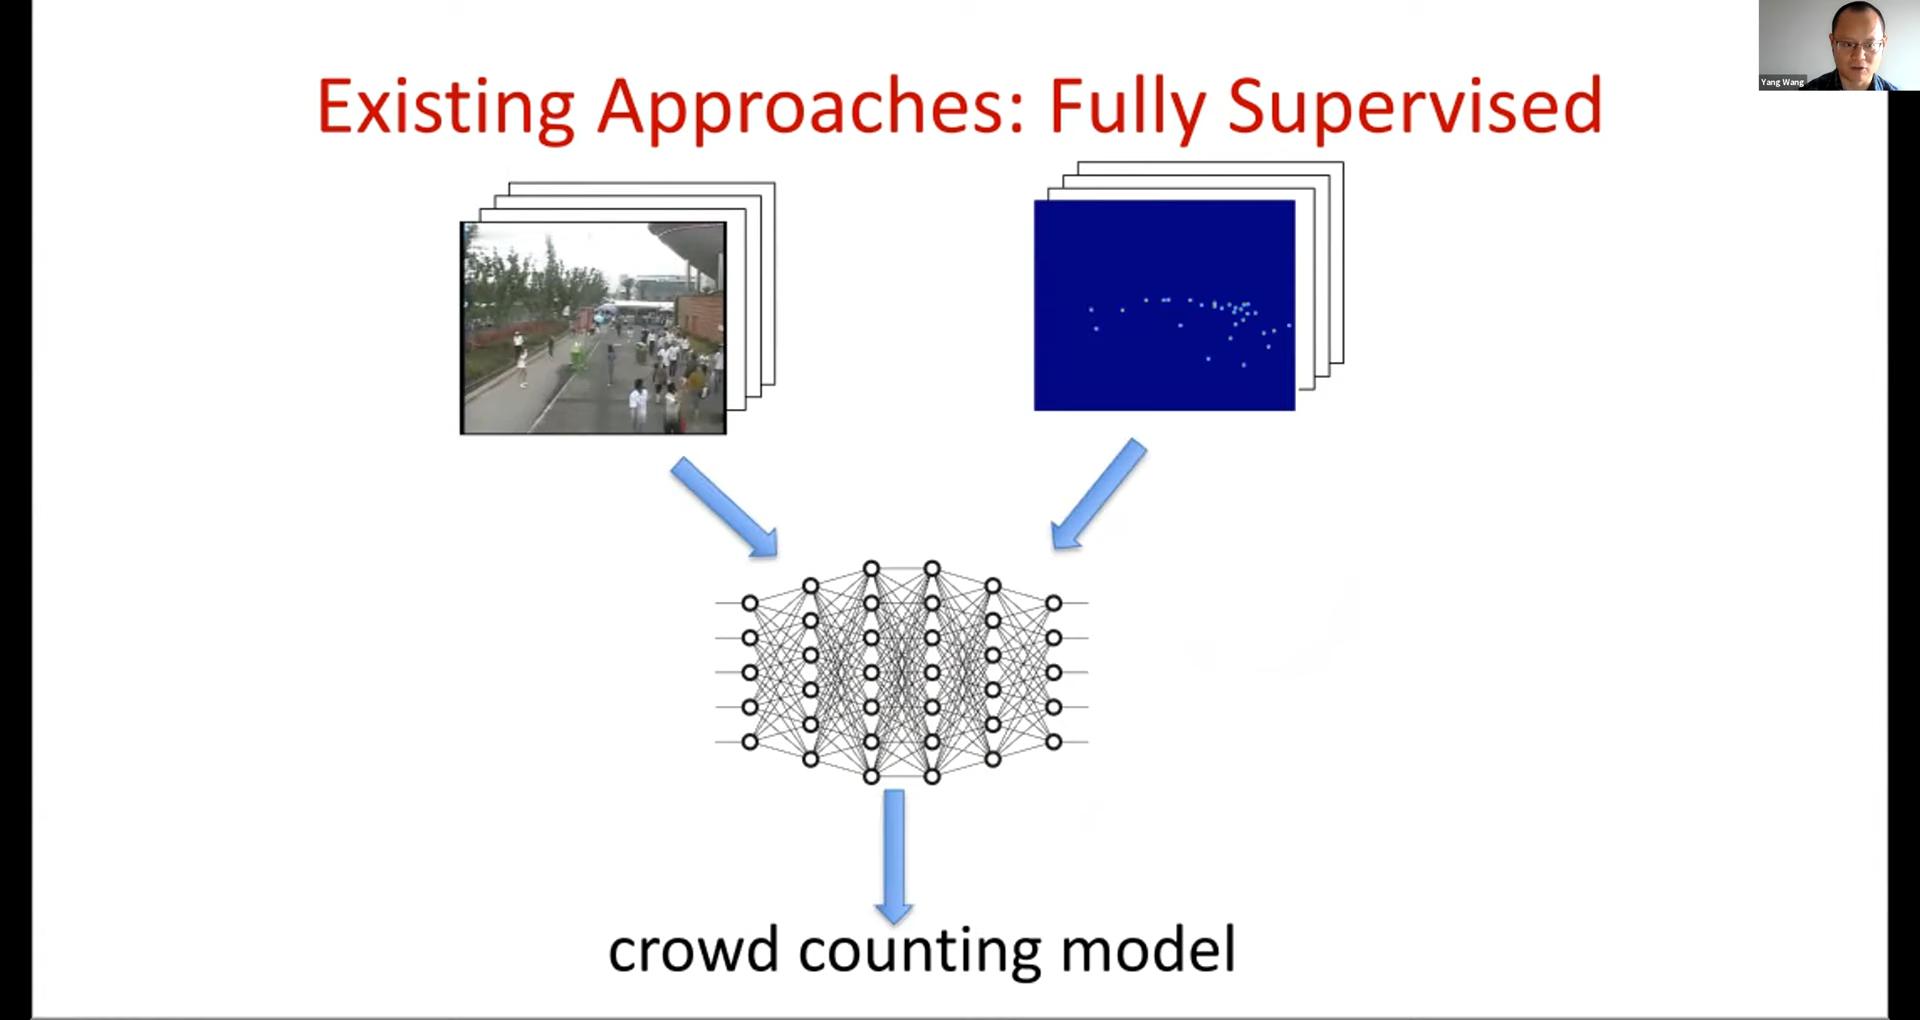 Existing Approaches: Fully Supervised
Yang Wang
crowd counting model